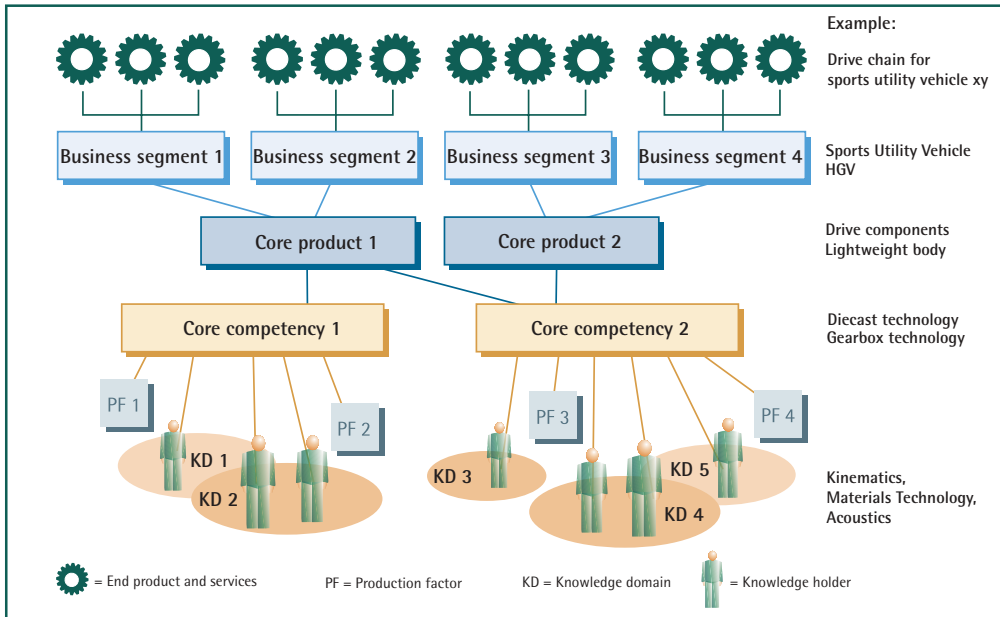 Example:
Drive chain for
sports utility vehicle xy
Business segment 1
Business segment 2
Business segment 3
Business segment 4
Sports Utility Vehicle
HGV
Core product 1
Core product 2
Drive components
Lightweight body
Core competency 1
Core competency 2
Diecast technology
Gearbox technology
PF 1
PF 2
PF 3
PF 4
KD 1
KD 2
KD 3
KD 4
KD 5
Kinematics,
Materials Technology,
Acoustics
= End product and services
PF = Production factor
KD = Knowledge domain
= Knowledge holder